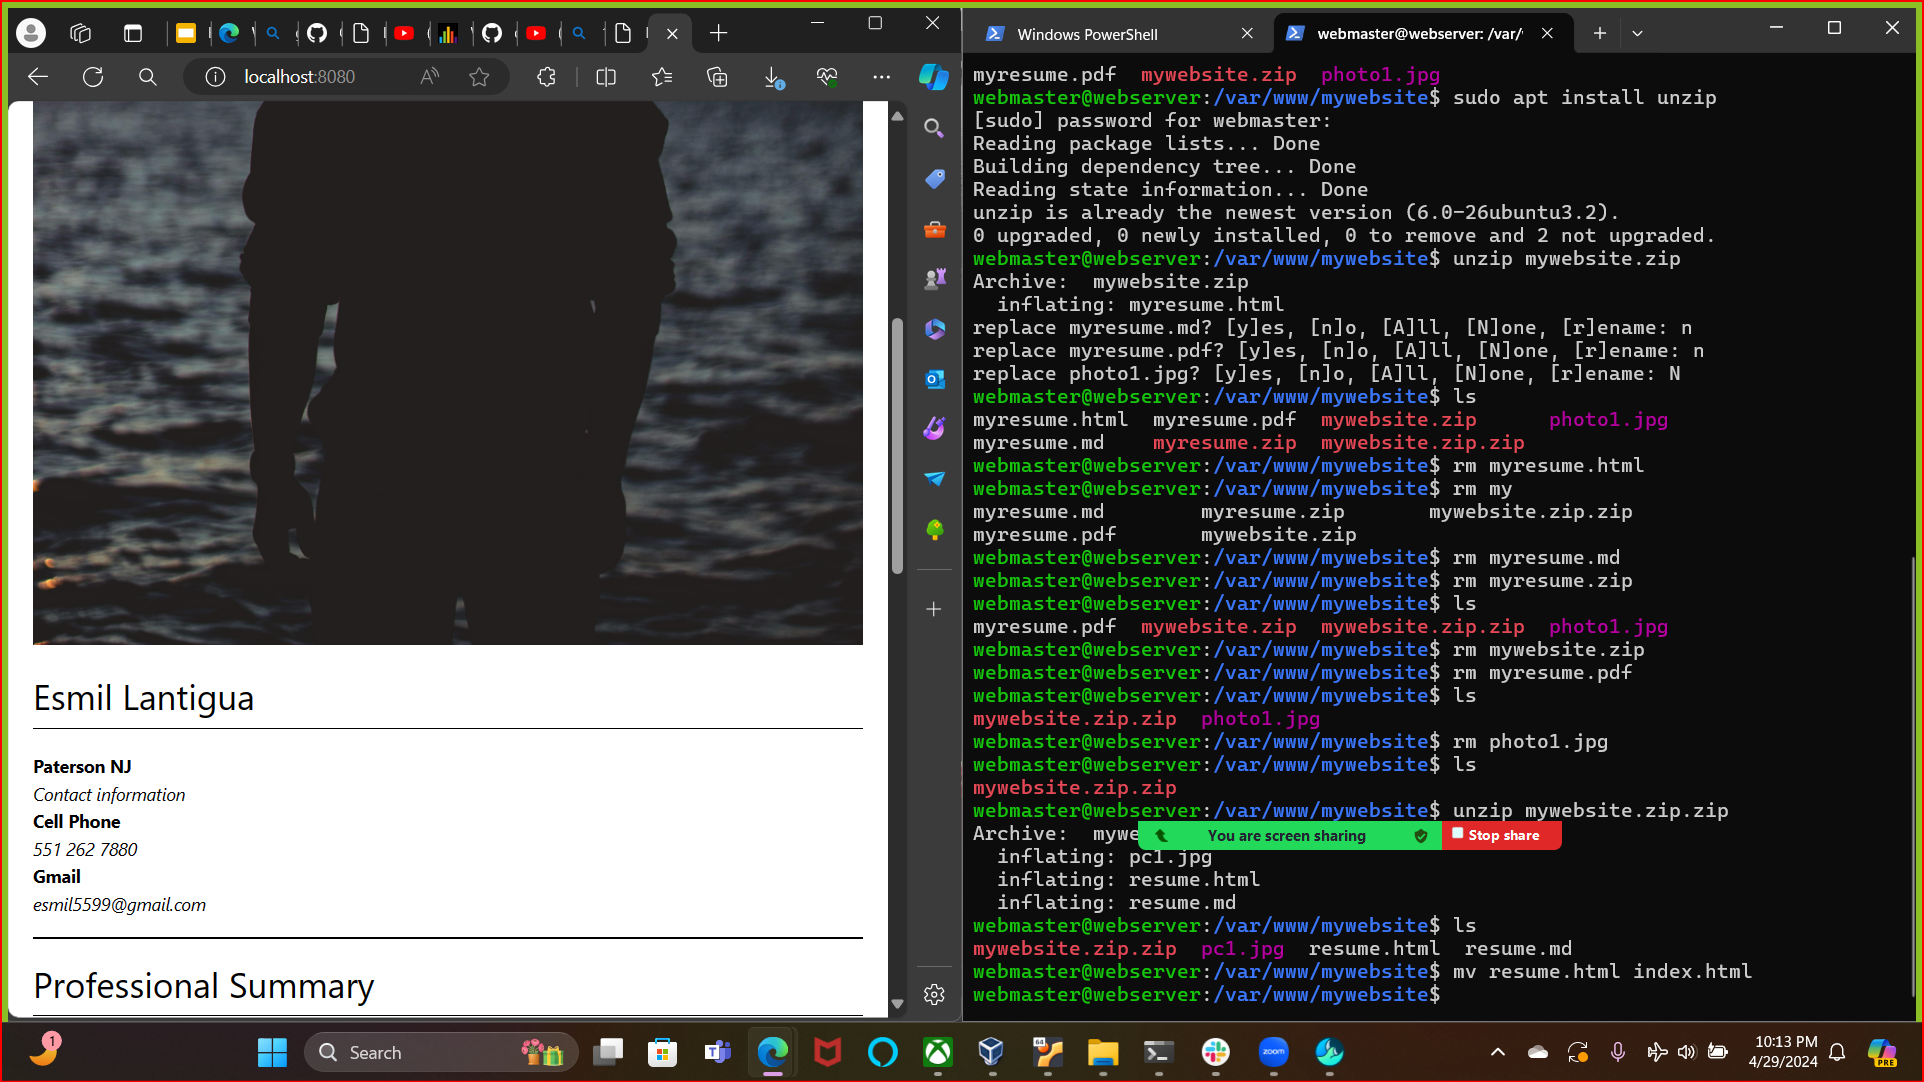 localhost:8080
Esmil Lantigua
Paterson NJ
Contact information
Cell Phone
551 262 7880
Gmail
esmil5599@gmail.com
Professional Summary
Windows PowerShell
webmaster@webserver: /var/
myresume.pdf  mywebsite.zip  photo1.jpg
webmaster@webserver:/var/www/mywebsite$ sudo apt install unzip
[sudo] password for webmaster:
Reading package lists... Done
Building dependency tree... Done
Reading state information... Done
unzip is already the newest version (6.0-26ubuntu3.2).
0 upgraded, 0 newly installed, 0 to remove and 2 not upgraded.
webmaster@webserver:/var/www/mywebsite$ unzip mywebsite.zip
Archive:  mywebsite.zip
  inflating: myresume.html
replace myresume.md? [y]es, [n]o, [A]ll, [N]one, [r]ename: n
replace myresume.pdf? [y]es, [n]o, [A]ll, [N]one, [r]ename: n
replace photo1.jpg? [y]es, [n]o, [A]ll, [N]one, [r]ename: N
webmaster@webserver:/var/www/mywebsite$ ls
myresume.html  myresume.pdf  mywebsite.zip      photo1.jpg
myresume.md    myresume.zip  mywebsite.zip.zip
webmaster@webserver:/var/www/mywebsite$ rm myresume.html
webmaster@webserver:/var/www/mywebsite$ rm my
myresume.md        myresume.zip       mywebsite.zip.zip
myresume.pdf       mywebsite.zip
webmaster@webserver:/var/www/mywebsite$ rm myresume.md
webmaster@webserver:/var/www/mywebsite$ rm myresume.zip
webmaster@webserver:/var/www/mywebsite$ ls
myresume.pdf  mywebsite.zip  mywebsite.zip.zip  photo1.jpg
webmaster@webserver:/var/www/mywebsite$ rm mywebsite.zip
webmaster@webserver:/var/www/mywebsite$ rm myresume.pdf
webmaster@webserver:/var/www/mywebsite$ ls
mywebsite.zip.zip  photo1.jpg
webmaster@webserver:/var/www/mywebsite$ rm photo1.jpg
webmaster@webserver:/var/www/mywebsite$ ls
mywebsite.zip.zip
webmaster@webserver:/var/www/mywebsite$ unzip mywebsite.zip.zip
Archive:  mywe
You are screen sharing  Stop share
  inflating: pc1.jpg
  inflating: resume.html
  inflating: resume.md
webmaster@webserver:/var/www/mywebsite$ ls
mywebsite.zip.zip  pc1.jpg  resume.html  resume.md
webmaster@webserver:/var/www/mywebsite$ mv resume.html index.html
webmaster@webserver:/var/www/mywebsite$
1
Search
64
zoom
10:13 PM
4/29/2024
PRE